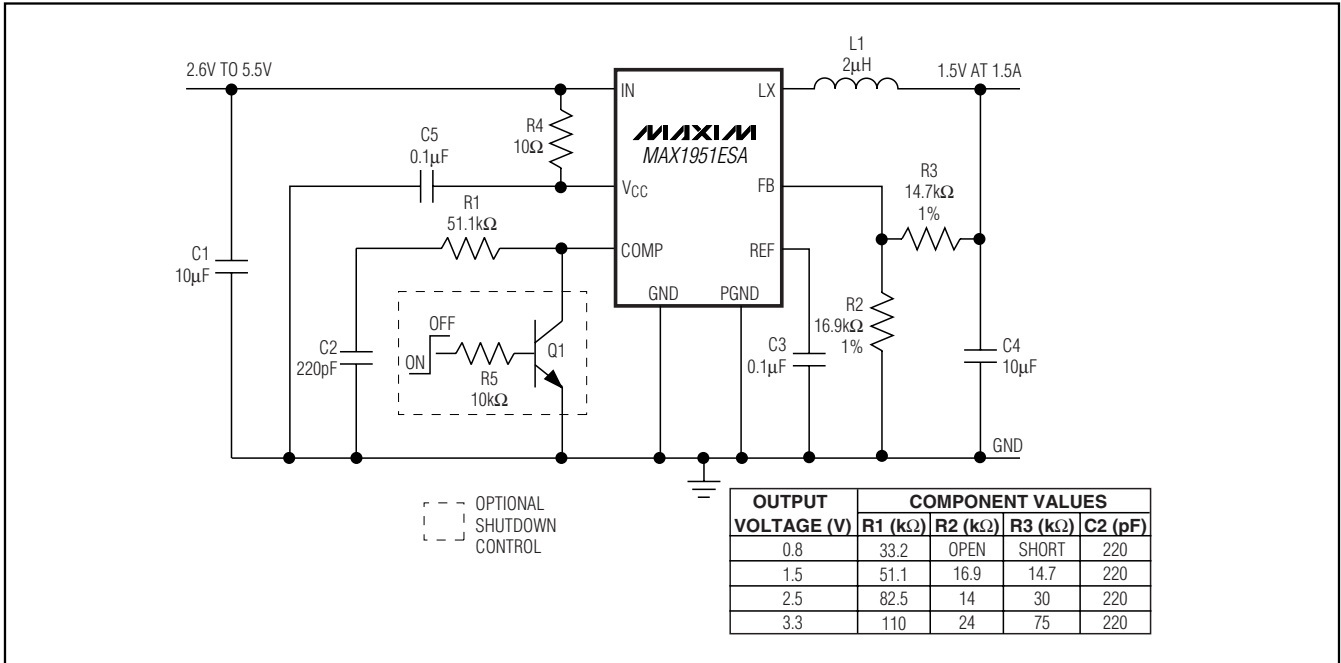 2.6V TO 5.5V
C1
10µF
C5
0.1µF
R4
10Ω
R1
51.1kΩ
C2
220pF
OFF
ON
R5
10kΩ
Q1
IN
LX
MAXIM
MAX1951ESA
VCC
FB
COMP
REF
GND
PGND
L1
2µH
1.5V AT 1.5A
R3
14.7kΩ
1%
R2
16.9kΩ
1%
C3
0.1µF
C4
10µF
GND
OPTIONAL
SHUTDOWN
CONTROL
OUTPUT VOLTAGE (V) COMPONENT VALUES
R1 (kΩ) R2 (kΩ) R3 (kΩ) C2 (pF)
0.8 33.2 OPEN SHORT 220
1.5 51.1 16.9 14.7 220
2.5 82.5 14 30 220
3.3 110 24 75 220